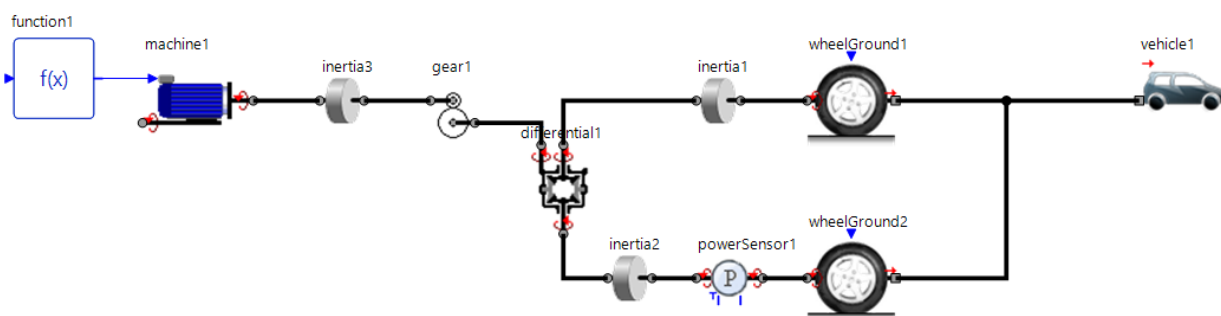 function1
f(x)
machine1
inertia3
gear1
differential1
inertia1
wheelGround1
vehicle1
inertia2
powerSensor1
P
wheelGround2